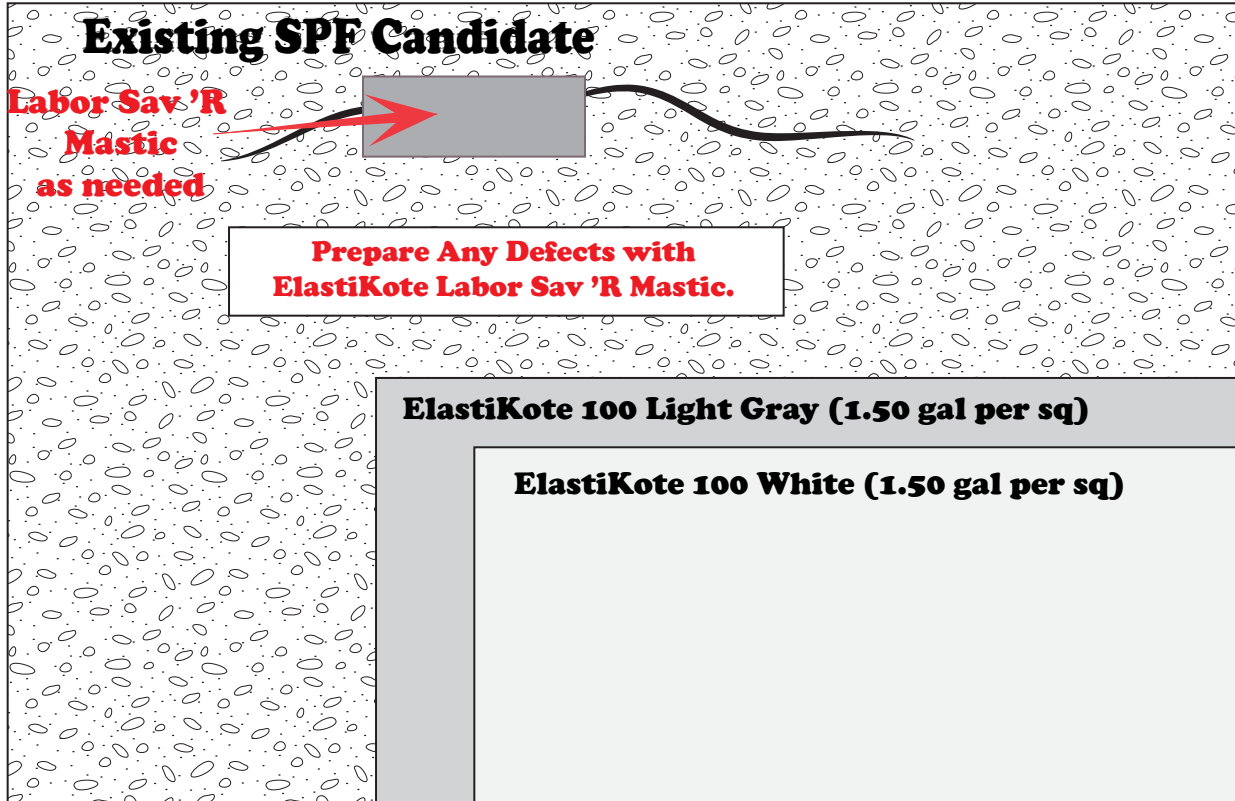 Existing SPF Candidate
Labor Sav ’R
Mastic
as needed
Prepare Any Defects with
ElastiKote Labor Sav ’R Mastic.
ElastiKote 100 Light Gray (1.50 gal per sq)
ElastiKote 100 White (1.50 gal per sq)